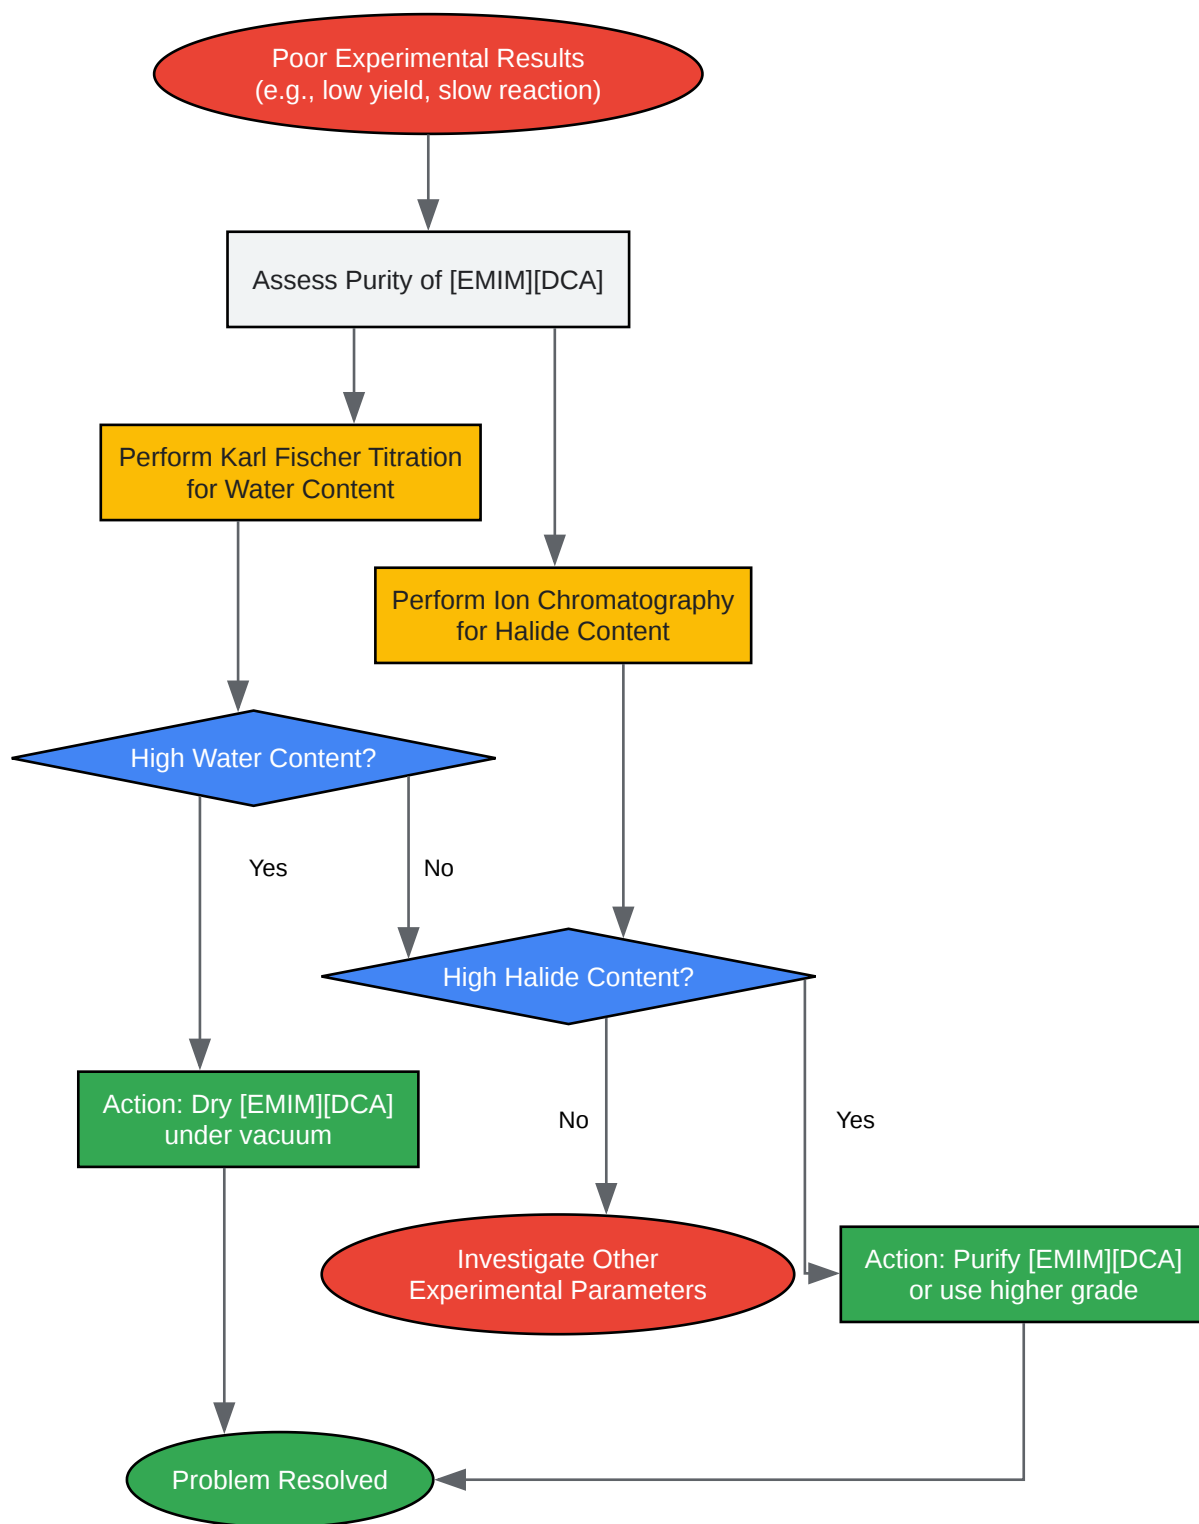 Poor Experimental Results
(e.g., low yield, slow reaction)
Assess Purity of [EMIM][DCA]
Perform Karl Fischer Titration
for Water Content
Perform Ion Chromatography
for Halide Content
High Water Content?
Yes
No
High Halide Content?
Action: Dry [EMIM][DCA]
under vacuum
No
Yes
Investigate Other
Experimental Parameters
Action: Purify [EMIM][DCA]
or use higher grade
Problem Resolved